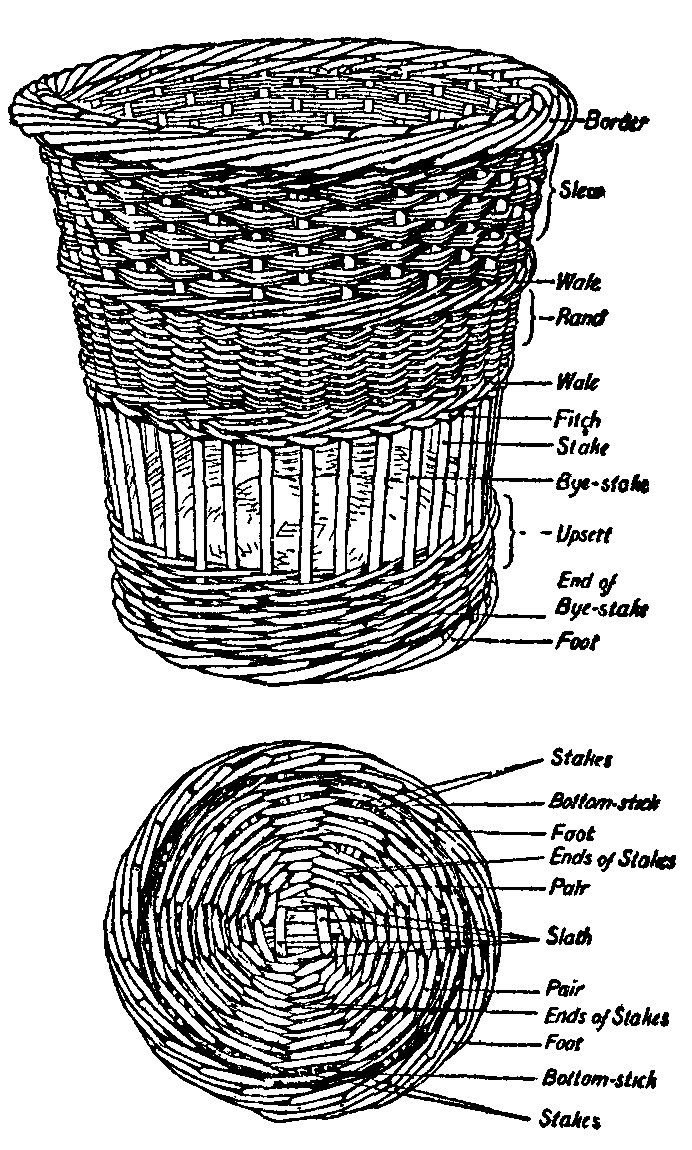 Border
Slew
Wale
Rand
Wale
Fitch
Stake
Bye-stake
Upsett
End of
Bye-stake
Foot
Stakes
Bottom-stick
Foot
Ends of Stakes
Pair
Slath
Pair
Ends of Stakes
Foot
Bottom-stick
Stakes